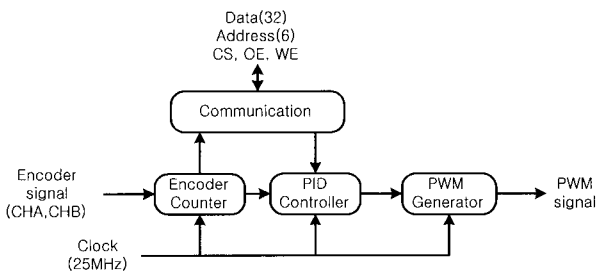 Data(32)
Address(6)
CS, OE, WE
Communication
Encoder
signal
(CHA,CHB)
Encoder
Counter
PID
Controller
PWM
Generator
PWM
signal
Clock
(25MHz)